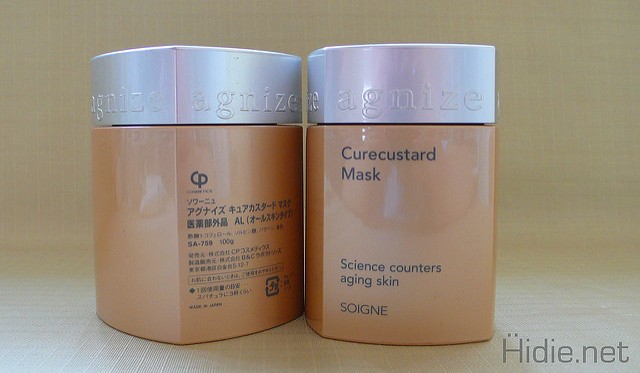 agnize agnize
CP
COSMETICS
ソワーニュ
アグナイズ キュアカスタード マスク
医薬部外品 AL(オールスキンタイプ)
SA-759 100g
発売元:株式会社CPコスメティクス
MADE IN JAPAN
agnize
Curecustard
Mask
Science counters
aging skin
SOIGNE
Hidie.net